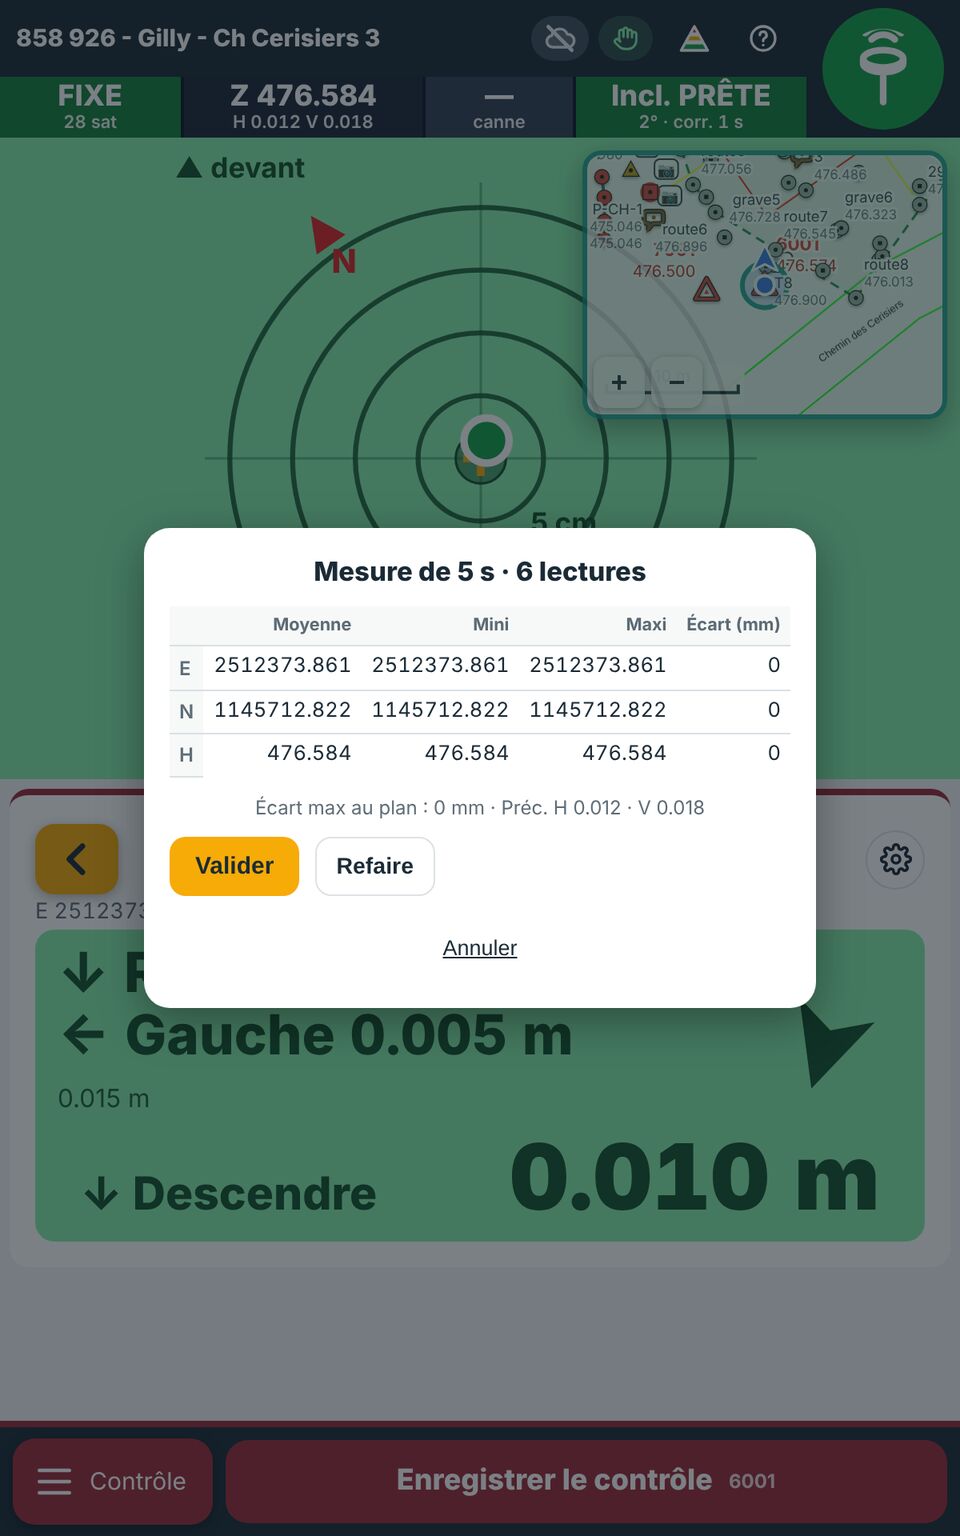 858 926 - Gilly - Ch Cerisiers 3
FIXE
28 sat
Z 476.584
H 0.012 V 0.018
—
canne
Incl. PRÊTE
2° · corr. 1 s
▲ devant
N
477.056
476.486
P-CH-1
475.046
475.046
route6
476.896
grave5
476.728
route7
476.545
grave6
476.323
6001
476.574
476.500
route8
476.013
T8
476.900
Chemin des Cerisiers
+
−
5 cm
Mesure de 5 s · 6 lectures
Moyenne Mini Maxi Écart (mm)
E 2512373.861 2512373.861 2512373.861 0
N 1145712.822 1145712.822 1145712.822 0
H 476.584 476.584 476.584 0
Écart max au plan : 0 mm · Préc. H 0.012 · V 0.018
Valider Refaire
Annuler
E 2512373
← Gauche 0.005 m
0.015 m
↓ Descendre 0.010 m
Contrôle
Enregistrer le contrôle 6001